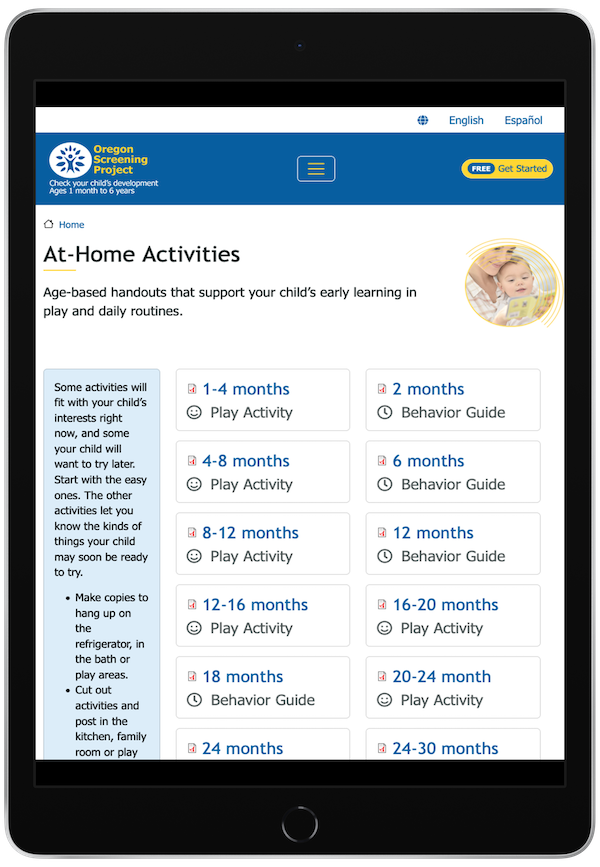 English Español
Oregon
Screening
Project
Check your child's development
Ages 1 month to 6 years
FREE Get Started
Home
At-Home Activities
Age-based handouts that support your child's early learning in
play and daily routines.
Some activities will
fit with your child's
interests right
now, and some
your child will
want to try later.
Start with the easy
ones. The other
activities let you
know the kinds of
things your child
may soon be ready
to try.
• Make copies to
hang up on
the
refrigerator, in
the bath or
play areas.
• Cut out
activities and
post in the
kitchen, family
room or play
1-4 months
Play Activity
2 months
Behavior Guide
4-8 months
Play Activity
6 months
Behavior Guide
8-12 months
Play Activity
12 months
Behavior Guide
12-16 months
Play Activity
16-20 months
Play Activity
18 months
Behavior Guide
20-24 month
Play Activity
24 months
24-30 months